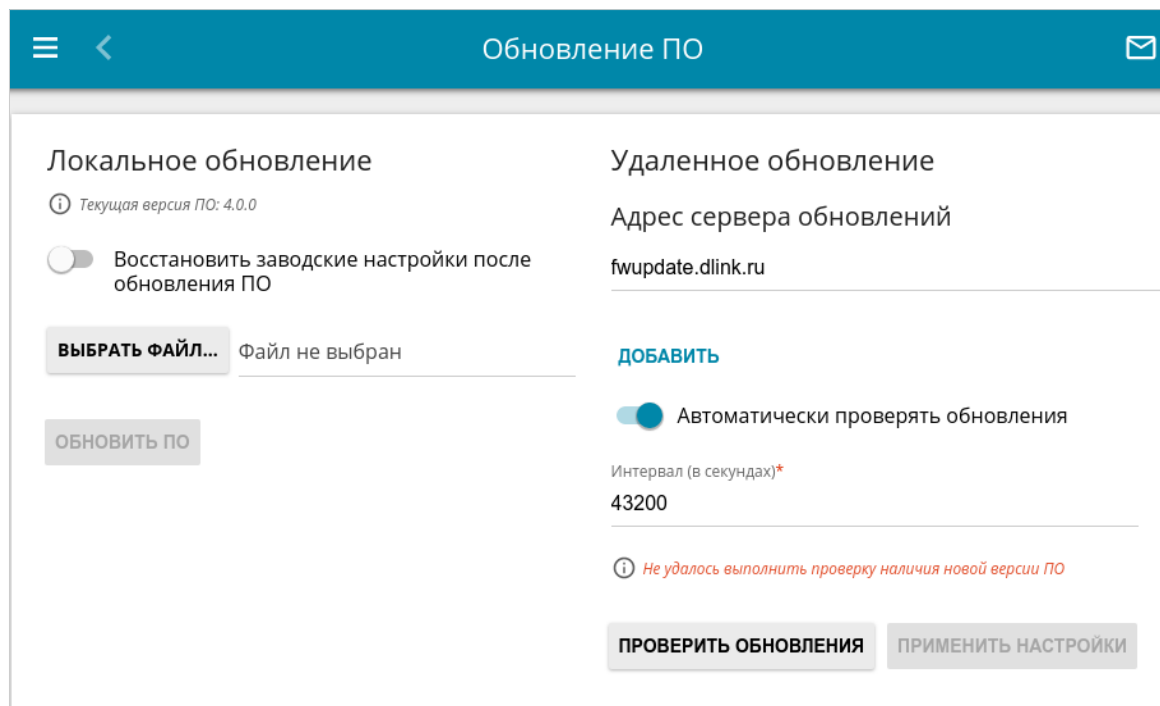 Обновление ПО
Локальное обновление
Текущая версия ПО: 4.0.0
Восстановить заводские настройки после
обновления ПО
ВЫБРАТЬ ФАЙЛ...
Файл не выбран
ОБНОВИТЬ ПО
Удаленное обновление
Адрес сервера обновлений
fwupdate.dlink.ru
ДОБАВИТЬ
Автоматически проверять обновления
Интервал (в секундах)*
43200
Не удалось выполнить проверку наличия новой версии ПО
ПРОВЕРИТЬ ОБНОВЛЕНИЯ
ПРИМЕНИТЬ НАСТРОЙКИ